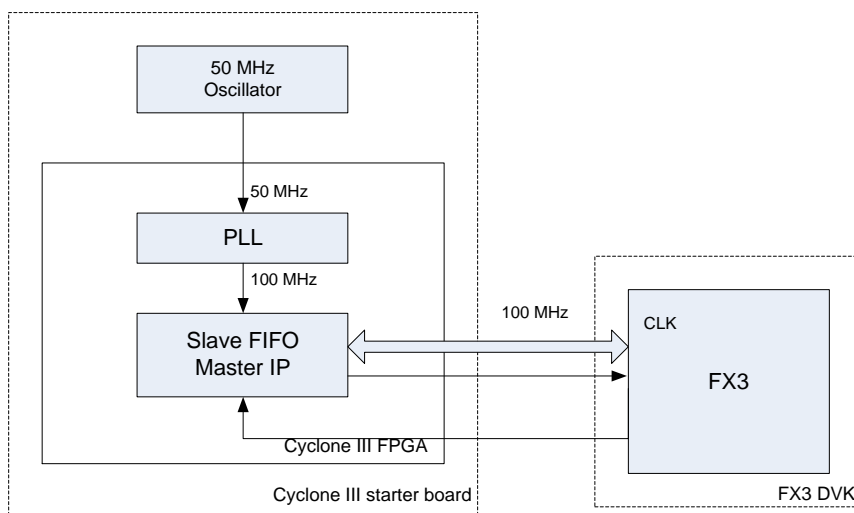 50 MHz
Oscillator
50 MHz
PLL
100 MHz
Slave FIFO
Master IP
100 MHz
CLK
FX3
Cyclone III FPGA
Cyclone III starter board
FX3 DVK